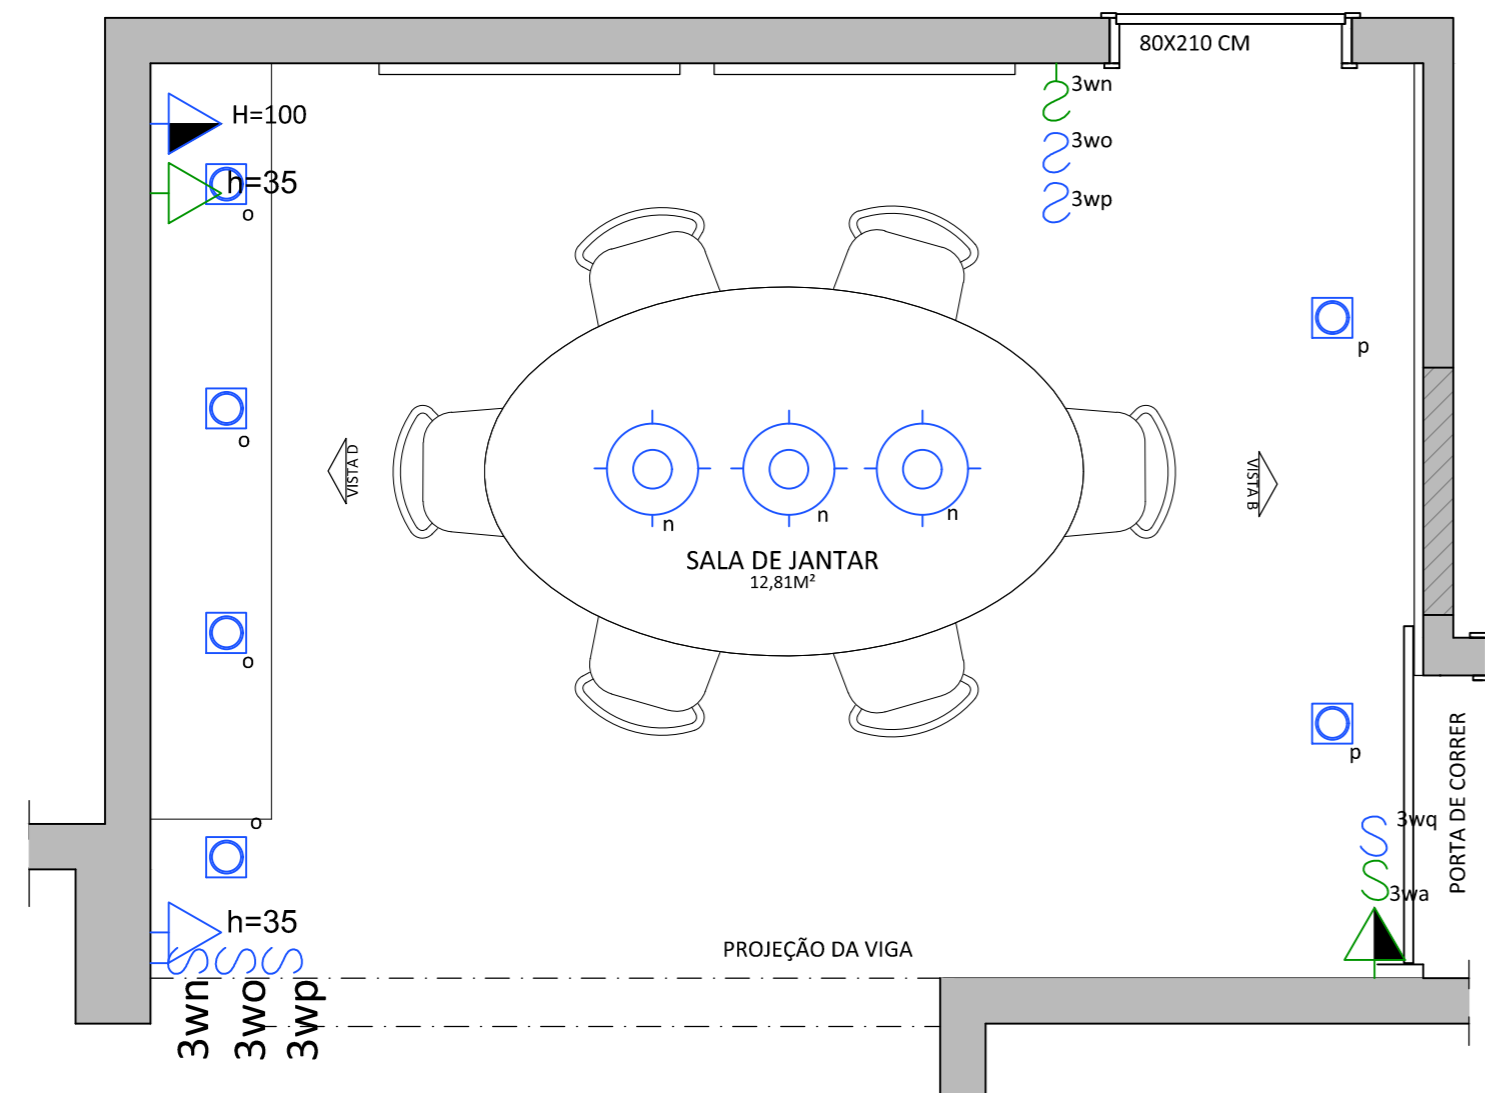 80X210 CM
3wn
H=100
3wo
h=35
3wp
o
p
o
VISTA D
VISTA B
n
n
n
SALA DE JANTAR
12,81M²
o
p
PORTA DE CORRER
o
3wq
3wa
h=35
PROJEÇÃO DA VIGA
3wn
3wo
3wp